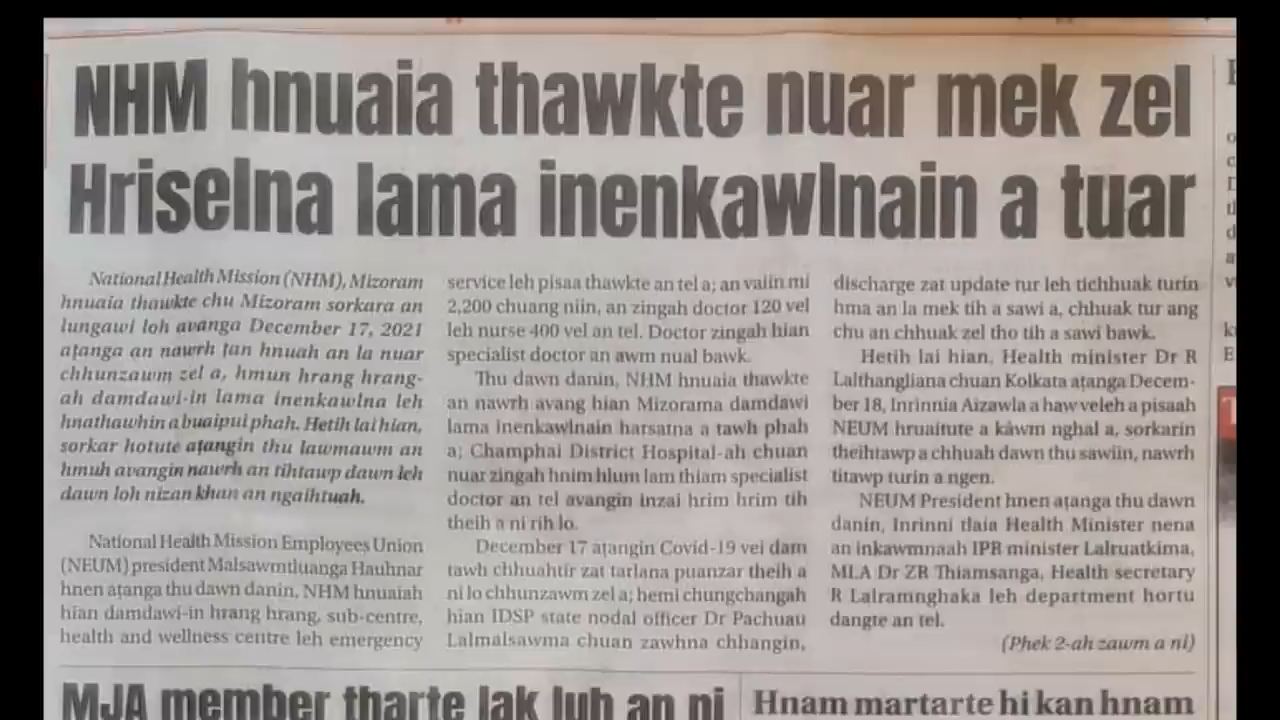 NHM hnuaia thawkte nuar mek zel
Hriselna lama inenkawlnain a tuar
National Health Mission (NHM), Mizoram
hnuaia thawkte chu Mizoram sorkara an
lungawi loh avanga December 17, 2021
aṭanga an nawrh ṭan hnuah an la nuar
chhunzawm zel a, hmun hrang hrang-
ah damdawi-in lama inenkawlna leh
hnathawhin a buaipui phah. Hetih lai hian,
sorkar hotute aṭangin thu lawmawm an
hmuh avangin nawrh an tihtawp dawn leh
dawn loh nizan khan an ngaihtuah.
National Health Mission Employees Union
(NEUM) president Malsawmtluanga Hauhnar
hnen aṭanga thu dawn danin, NHM hnuaiah
hian damdawi-in hrang hrang, sub-centre,
health and wellness centre leh emergency
service leh pisaa thawkte an tel a; an vaiin mi
2,200 chuang niin, an zingah doctor 120 vel
leh nurse 400 vel an tel. Doctor zingah hian
specialist doctor an awm nual bawk.
Thu dawn danin, NHM hnuaia thawkte
an nawrh avang hian Mizorama damdawi
lama inenkawlnain harsatna a tawh phah
a; Champhai District Hospital-ah chuan
nuar zingah hnim hlum lam thiam specialist
doctor an tel avangin inzai hrim hrim tih
theih a ni rih lo.
December 17 aṭangin Covid-19 vei dam
tawh chhuahtir zat tarlana puanzar theih a
ni lo chhunzawm zel a; hemi chungchangah
hian IDSP state nodal officer Dr Pachuau
Lalmalsawma chuan zawhna chhangin,
discharge zat update tur leh tichhuak turin
hma an la mek tih a sawi a, chhuak tur ang
chu an chhuak zel tho tih a sawi bawk.
Hetih lai hian, Health minister Dr R
Lalthangliana chuan Kolkata aṭanga Decem-
ber 18, Inrinnia Aizawla a haw veleh a pisaah
NEUM hruaitute a kâwm nghal a, sorkarin
theihtawp a chhuah dawn thu sawiin, nawrh
titawp turin a ngen.
NEUM President hnen aṭanga thu dawn
danin, Inrinni tlaia Health Minister nena
an inkawmnaah IPR minister Lalruatkima,
MLA Dr ZR Thiamsanga, Health secretary
R Lalramnghaka leh department hortu
dangte an tel.
(Phek 2-ah zawm a ni)
MJA member tharte lak luh an ni
Hnam martarte hi kan hnam